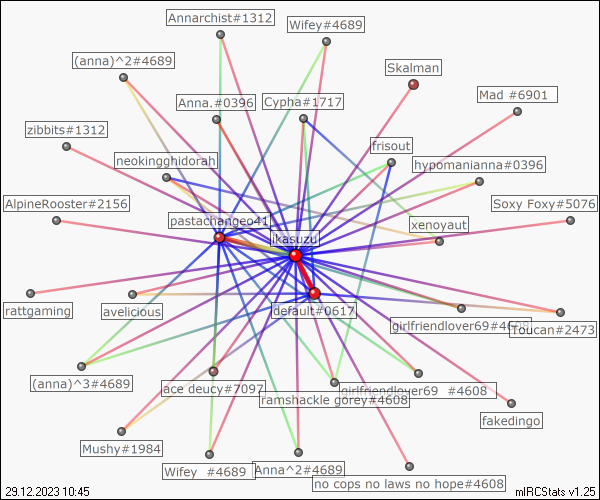 Annarchist#1312
Wifey#4689
(anna)^2#4689
Skalman
Mad #6901
Anna.#0396
Cypha#1717
zibbits#1312
frisout
neokingghidorah
hypomanianna#0396
AlpineRooster#2156
Soxy Foxy#5076
pastachangeo41
xenoyaut
ikasuzu
rattgaming
avelicious
default#0617
girlfriendlover69#4608
Toucan#2473
(anna)^3#4689
ace deucy#7097
girlfriendlover69 #4608
ramshackle gorey#4608
fakedingo
Mushy#1984
Wifey #4689
Anna^2#4689
no cops no laws no hope#4608
29.12.2023 10:45
mIRCStats v1.25